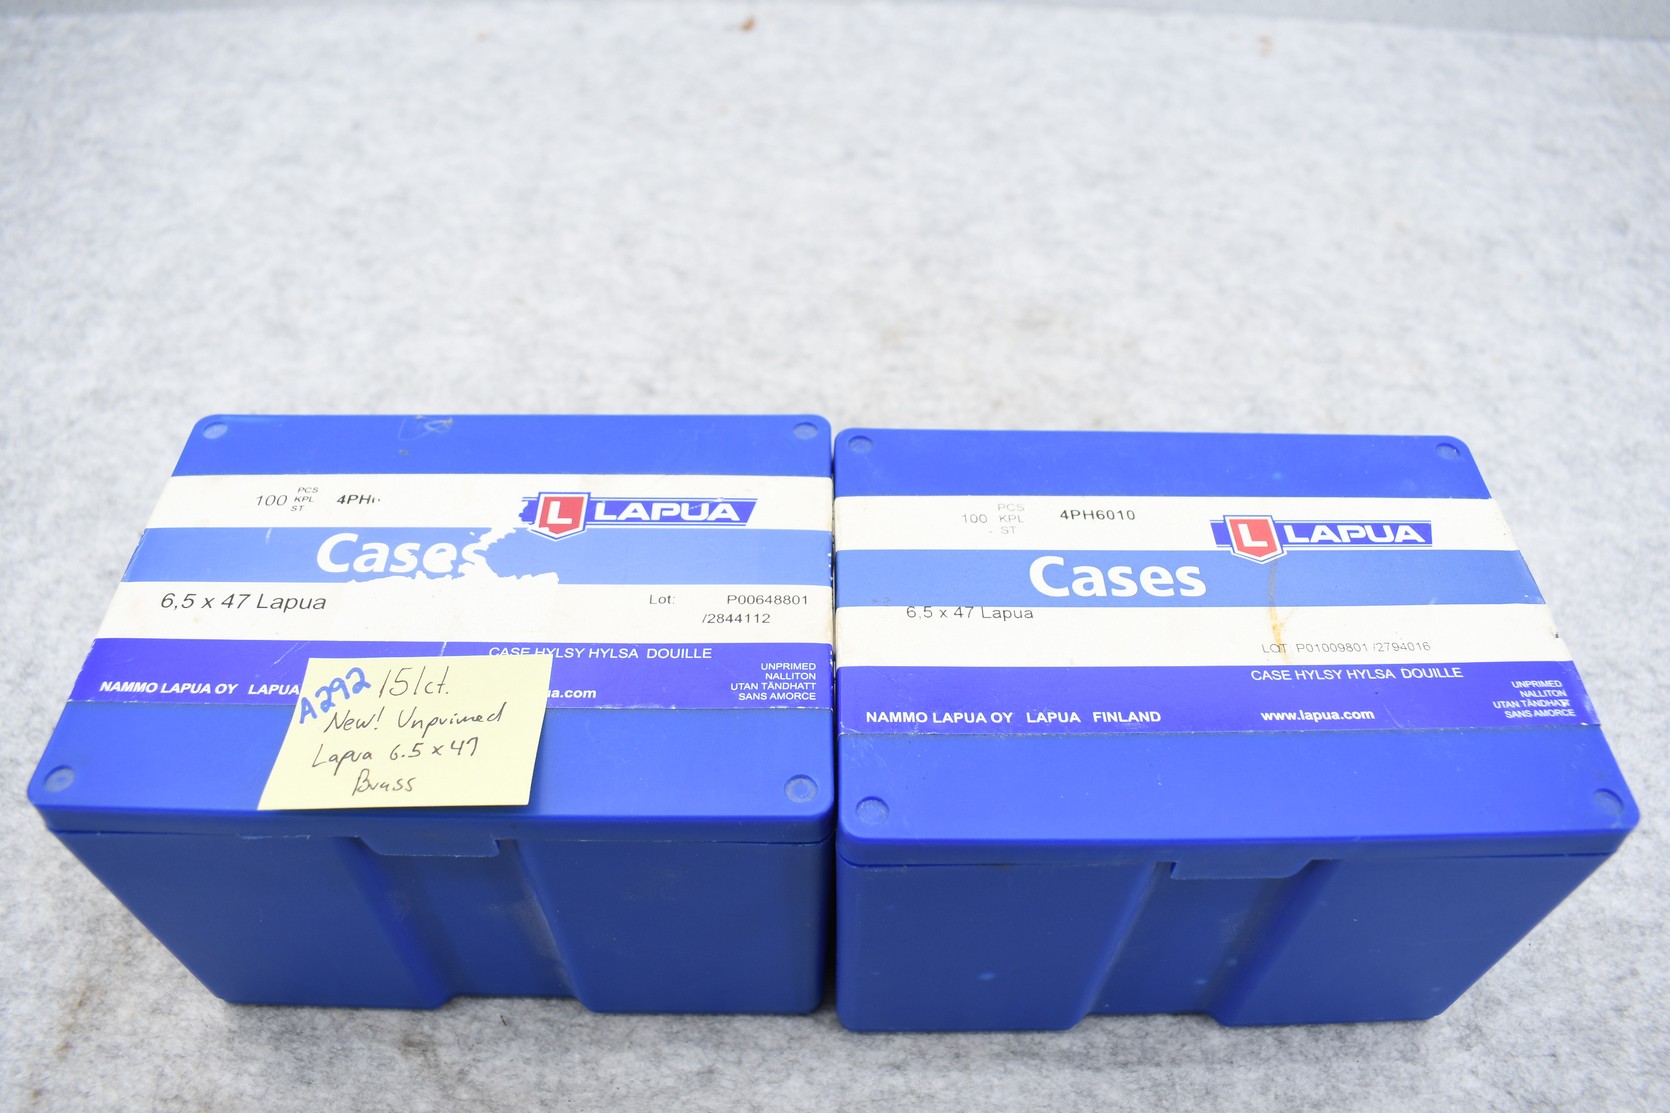 100 PCS KPL ST 4PH
L LAPUA
Cases
6,5 x 47 Lapua
Lot: P00648801
/2844112
CASE HYLSY HYLSA DOUILLE
UNPRIMED
NALLITON
UTAN TÄNDHATT
SANS AMORCE
NAMMO LAPUA OY LAPUA
ua.com
A292 151ct.
New! Unprimed
Lapua 6.5 x 47
Brass
100 PCS KPL ST 4PH6010
L LAPUA
Cases
6,5 x 47 Lapua
LOT P01009801 /2794016
CASE HYLSY HYLSA DOUILLE
UNPRIMED
NALLITON
UTAN TÄNDHATT
SANS AMORCE
NAMMO LAPUA OY LAPUA FINLAND
www.lapua.com